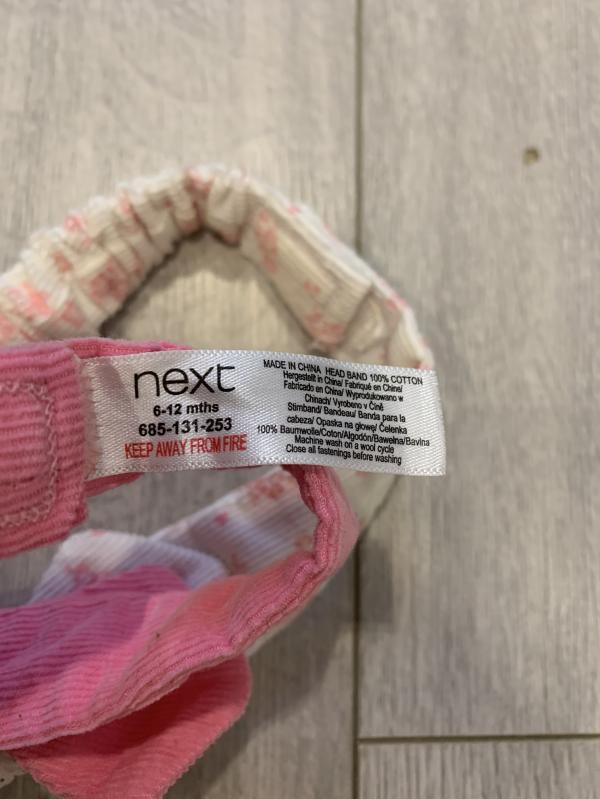 next
6-12 mths
685-131-253
KEEP AWAY FROM FIRE
MADE IN CHINA HEAD BAND 100% COTTON
Hergestellt in China/ Fabriqué en Chine/
Fabricado en China/ Wyprodukowano w
Chinach/ Vyrobeno v Číně
Stirnband/ Bandeau/ Banda para la
cabeza/ Opaska na głowę/ Čelenka
100% Baumwolle/Coton/Algodón/Bawełna/Bavlna
Machine wash on a wool cycle
Close all fastenings before washing